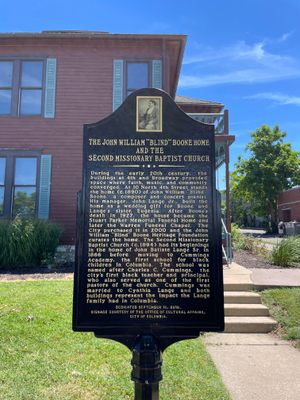 THE JOHN WILLIAM "BLIND" BOONE HOME
AND THE
SECOND MISSIONARY BAPTIST CHURCH
During the early 20th century, the
buildings at 4th and Broadway provided
space where faith, music, and community
converged. At 10 North 4th Street stands
the home (c.1890) of John William "Blind"
Boone, a composer and concert pianist.
His manager, John Lange Jr., built the
home as a wedding gift for Boone and
Lange's sister Eugenia. After Boone's
death in 1927, the house became the
Stuart Parker Memorial Funeral Home and
later the Warren Funeral Chapel. The
City purchased it in 2000 and the John
William "Blind" Boone Heritage Foundation
curates the home. The Second Missionary
Baptist Church (c.1894) had its beginnings
in the home of John Battiste Lange Sr. in
1866 before moving to Cummings
Academy, the first school for black
children in Columbia. The school was
named after Charles C. Cummings, the
city's first black teacher and principal,
who also served as one of the first
pastors of the church. Cummings was
married to Cynthia Lange and both
buildings represent the impact the Lange
family had in Columbia.
DEDICATED SEPTEMBER
SIGNAGE COURTESY OF THE OFFICE OF CULTURAL AFFAIRS,
CITY OF COLUMBIA.